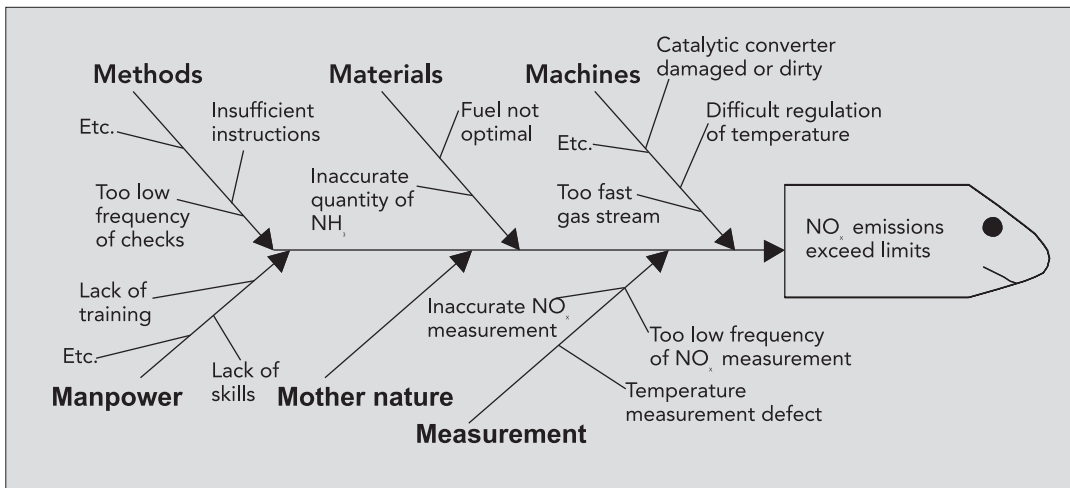 Methods
Etc.
Insufficient
instructions
Too low
frequency
of checks
Materials
Fuel not
optimal
Inaccurate
quantity of
NH₃
Machines
Catalytic converter
damaged or dirty
Difficult regulation
of temperature
Etc.
Too fast
gas stream
NOₓ emissions
exceed limits
Lack of
training
Etc.
Lack of
skills
Manpower
Mother nature
Inaccurate NOₓ
measurement
Too low frequency
of NOₓ measurement
Temperature
measurement defect
Measurement